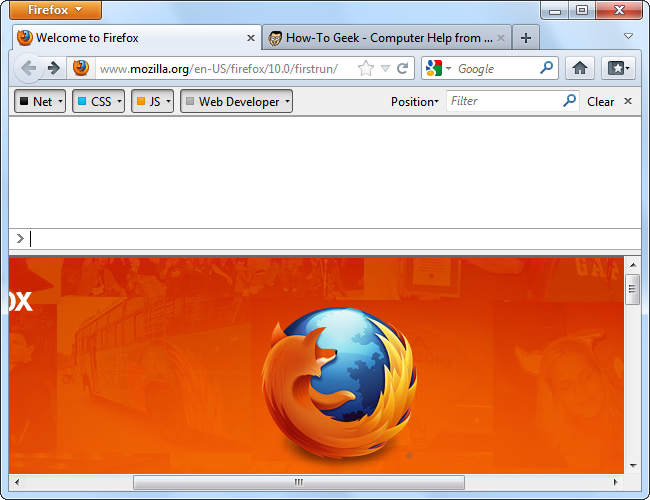 Firefox
Welcome to Firefox
How-To Geek - Computer Help from ...
www.mozilla.org/en-US/firefox/10.0/firstrun/
Google
Net CSS JS Web Developer Position Filter Clear
OX